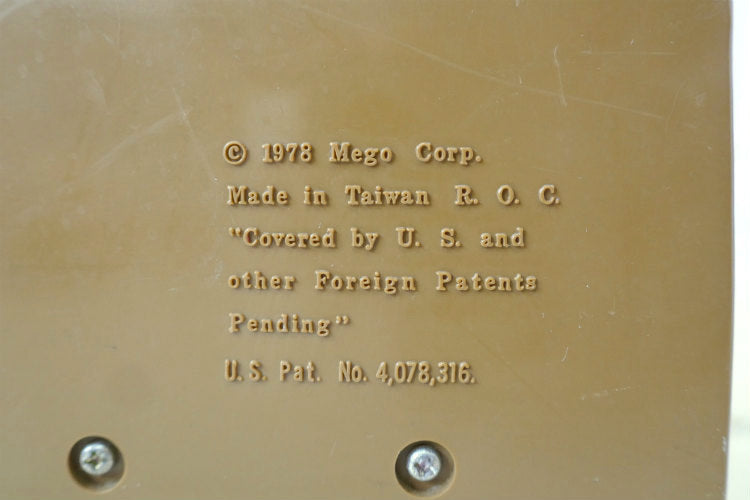 © 1978 Mego Corp.
Made in Taiwan R. O. C.
"Covered by U. S. and
other Foreign Patents
Pending"
U.S. Pat. No. 4,078,316.